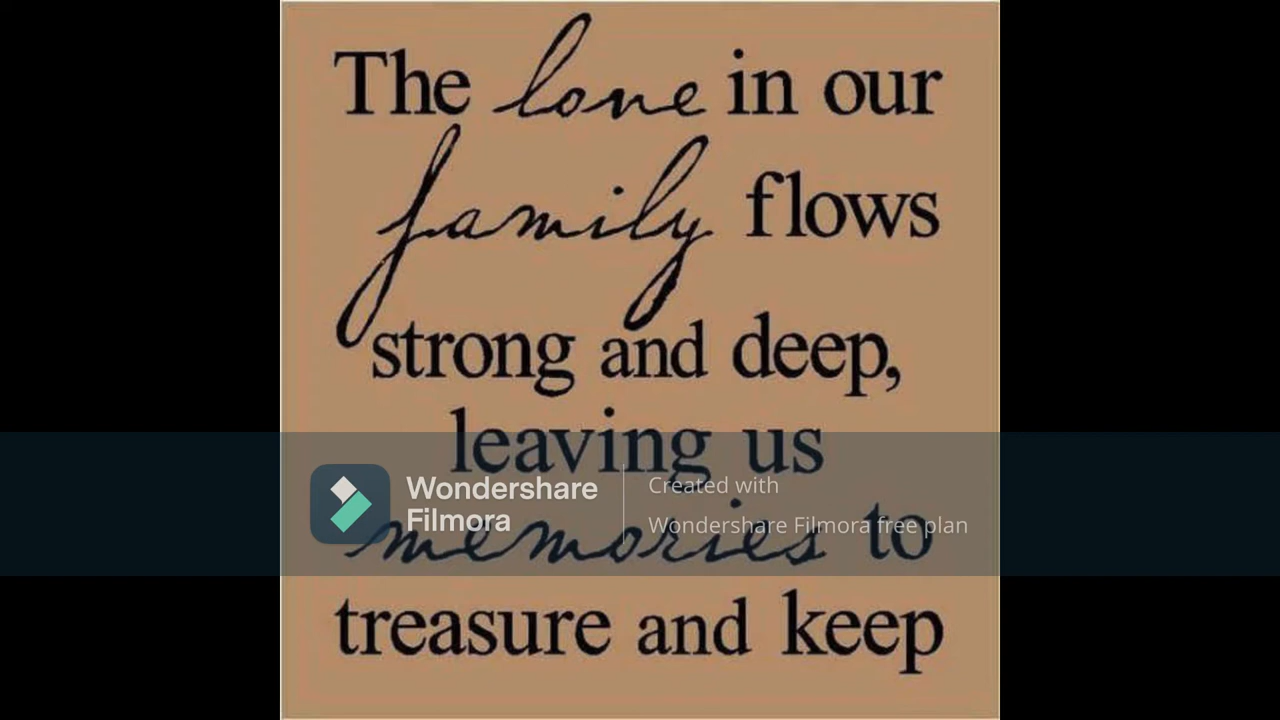 The love in our
family flows
strong and deep,
leaving us
Wondershare
Filmora
Created with
Wondershare Filmora free plan
memories to
treasure and keep